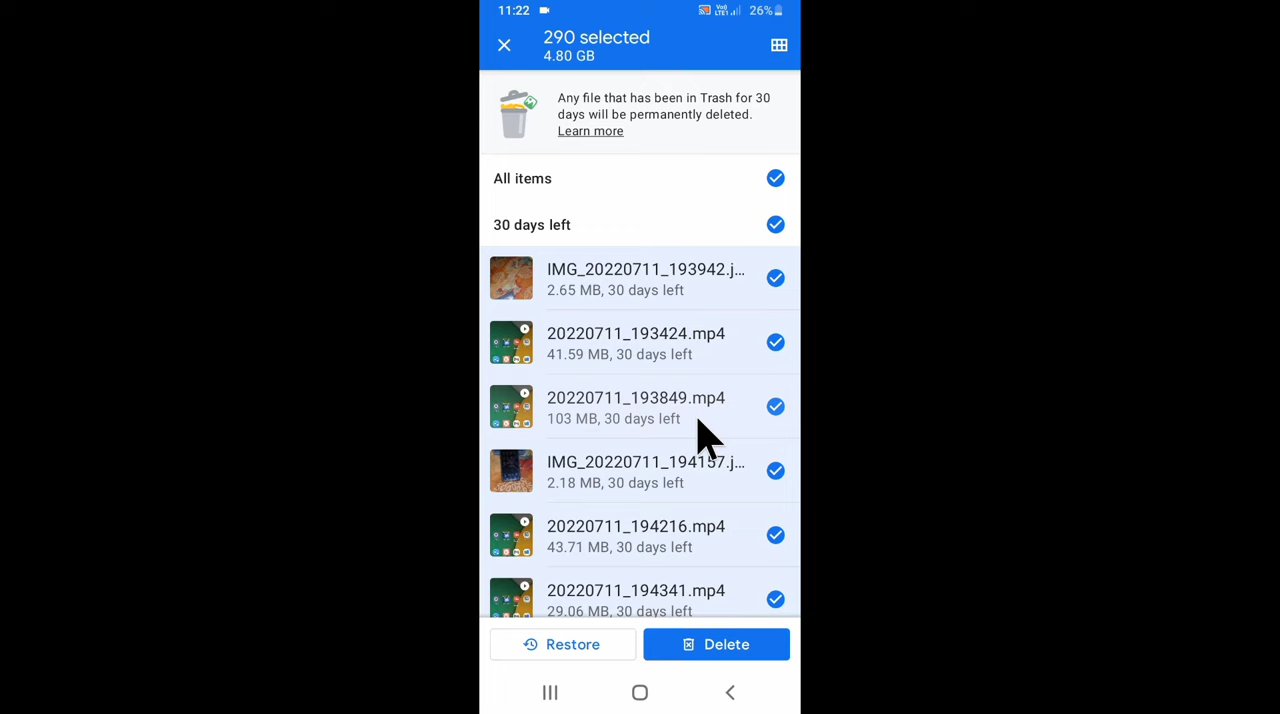 11:22
Vo)) LTE1 26%
290 selected
4.80 GB
Any file that has been in Trash for 30
days will be permanently deleted.
Learn more
All items
30 days left
IMG_20220711_193942.j...
2.65 MB, 30 days left
20220711_193424.mp4
41.59 MB, 30 days left
20220711_193849.mp4
103 MB, 30 days left
IMG_20220711_194157.j...
2.18 MB, 30 days left
20220711_194216.mp4
43.71 MB, 30 days left
20220711_194341.mp4
29.06 MB, 30 days left
Restore
Delete